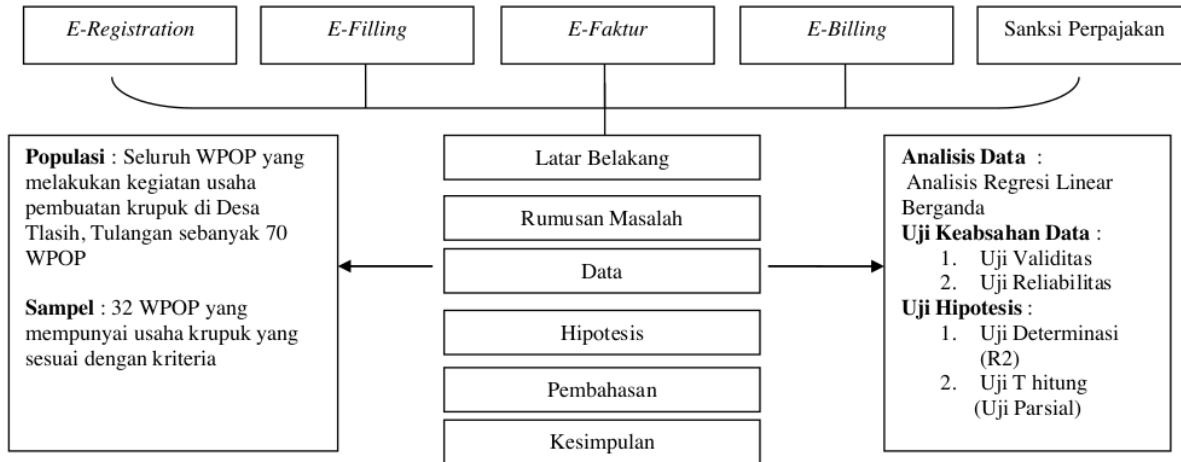 E-Registration
E-Filling
E-Faktur
E-Billing
Sanksi Perpajakan
Populasi : Seluruh WPOP yang
melakukan kegiatan usaha
pembuatan krupuk di Desa
Tlasih, Tulangan sebanyak 70
WPOP
Sampel : 32 WPOP yang
mempunyai usaha krupuk yang
sesuai dengan kriteria
Latar Belakang
Rumusan Masalah
Data
Hipotesis
Pembahasan
Kesimpulan
Analisis Data :
Analisis Regresi Linear
Berganda
Uji Keabsahan Data :
1. Uji Validitas
2. Uji Reliabilitas
Uji Hipotesis :
1. Uji Determinasi
(R2)
2. Uji T hitung
(Uji Parsial)